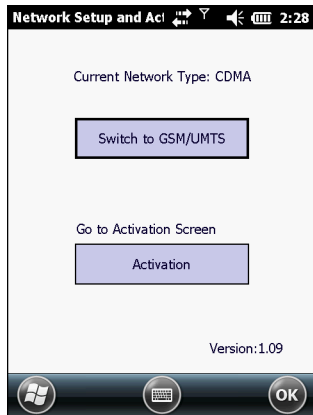 Network Setup and Act 2:28
Current Network Type: CDMA
Switch to GSM/UMTS
Go to Activation Screen
Activation
Version:1.09
OK